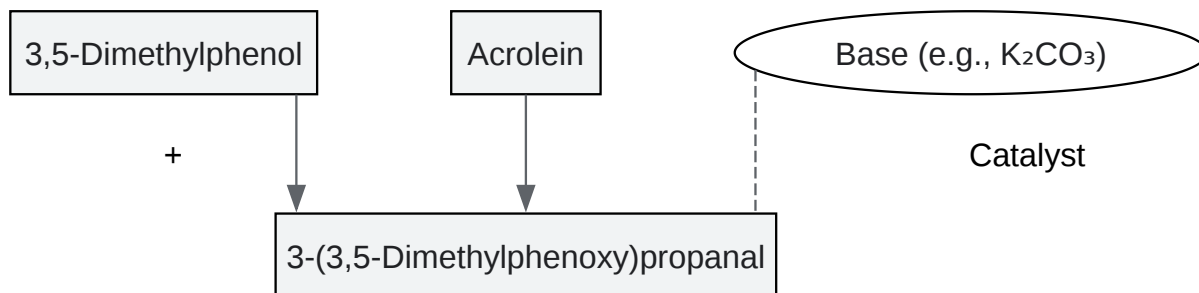 3,5-Dimethylphenol
Acrolein
Base (e.g., K₂CO₃)
+
Catalyst
3-(3,5-Dimethylphenoxy)propanal